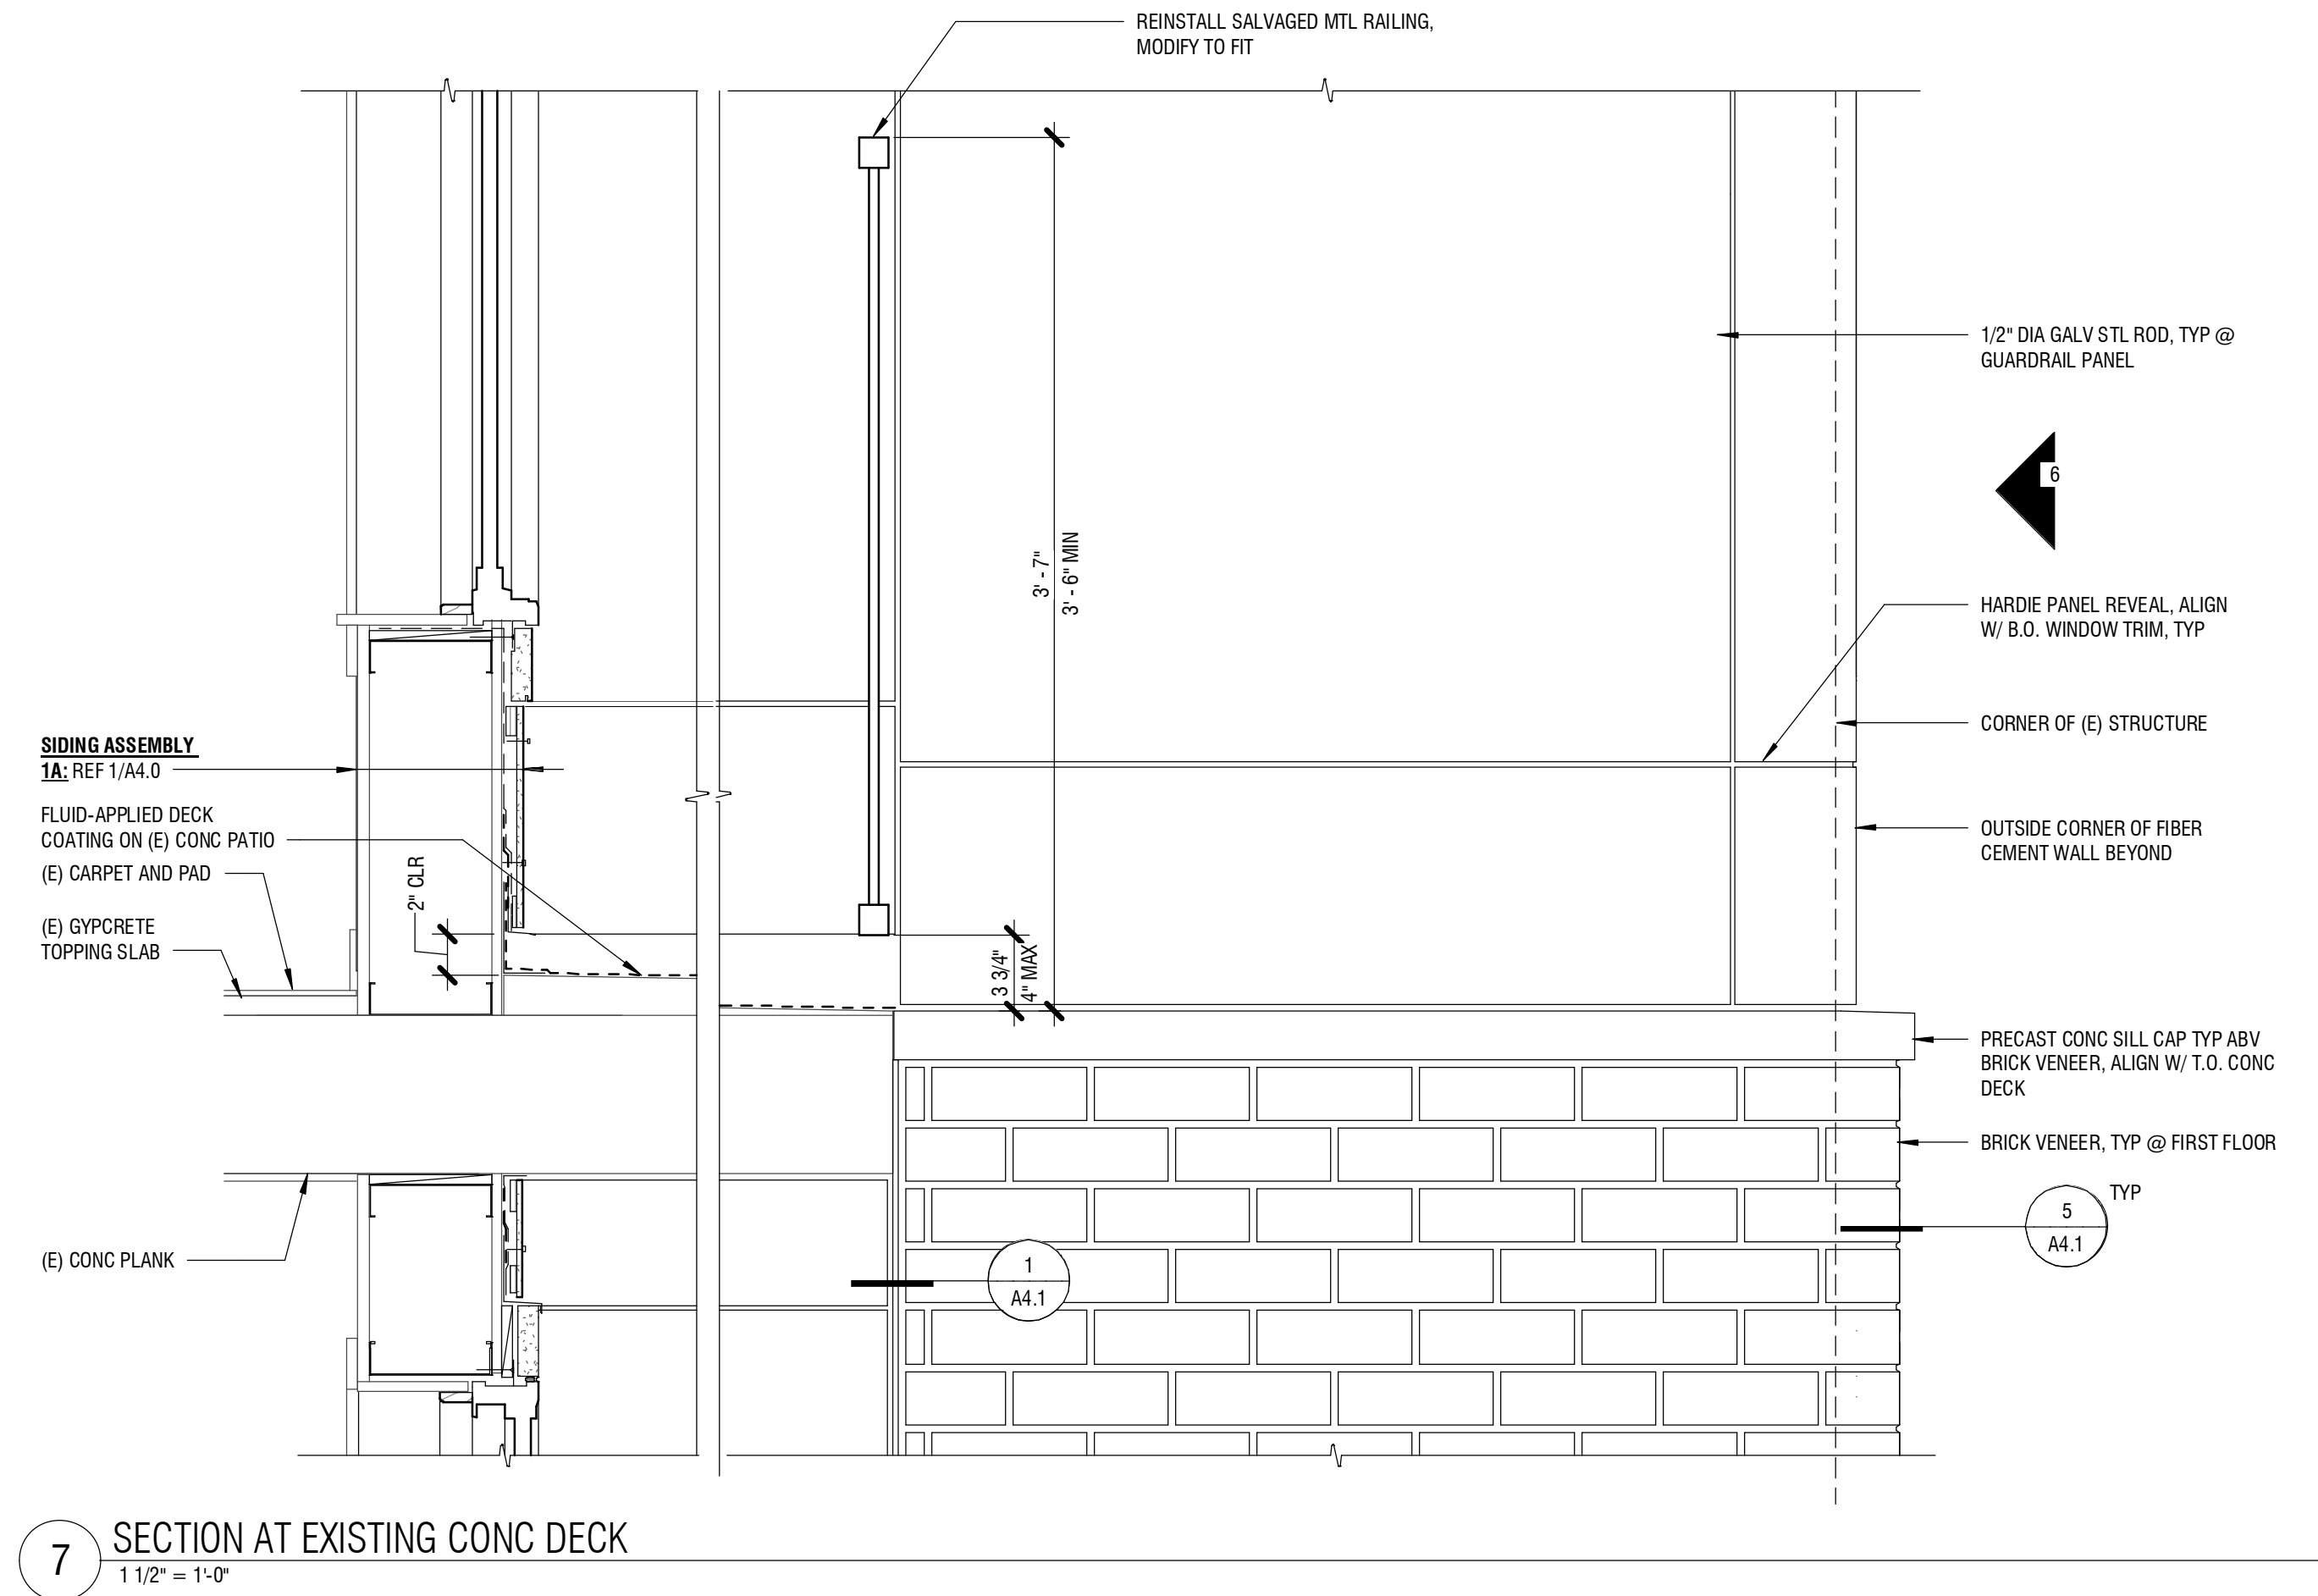 REINSTALL SALVAGED MTL RAILING,
MODIFY TO FIT
1/2" DIA GALV STL ROD, TYP @
GUARDRAIL PANEL
6
3' - 7"
3' - 6" MIN
HARDIE PANEL REVEAL, ALIGN
W/ B.O. WINDOW TRIM, TYP
CORNER OF (E) STRUCTURE
SIDING ASSEMBLY
1A: REF 1/A4.0
FLUID-APPLIED DECK
COATING ON (E) CONC PATIO
(E) CARPET AND PAD
(E) GYPCRETE
TOPPING SLAB
2" CLR
OUTSIDE CORNER OF FIBER
CEMENT WALL BEYOND
3 3/4"
4" MAX
PRECAST CONC SILL CAP TYP ABV
BRICK VENEER, ALIGN W/ T.O. CONC
DECK
BRICK VENEER, TYP @ FIRST FLOOR
TYP
5
A4.1
(E) CONC PLANK
1
A4.1
7
SECTION AT EXISTING CONC DECK
1 1/2" = 1'-0"